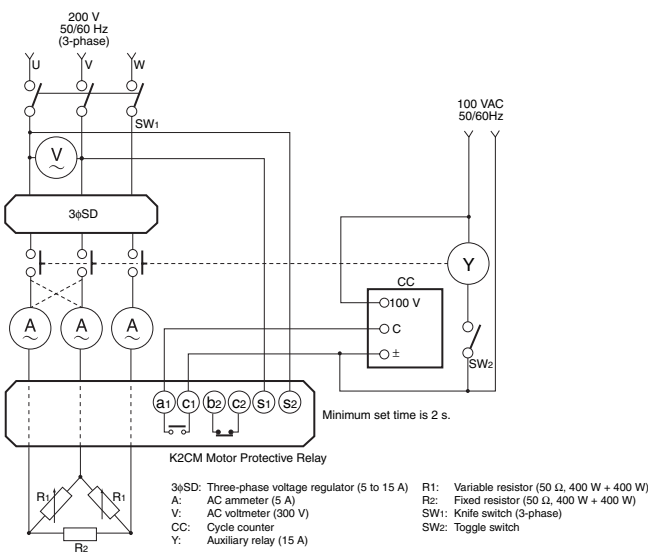 200 V
50/60 Hz
(3-phase)
U
V
W
SW1
100 VAC
50/60Hz
V
3ϕSD
Y
CC
100 V
C
±
A
A
A
SW2
a1
c1
b2
c2
s1
s2
Minimum set time is 2 s.
K2CM Motor Protective Relay
R1
R1
R2
3ϕSD: Three-phase voltage regulator (5 to 15 A)
A: AC ammeter (5 A)
V: AC voltmeter (300 V)
CC: Cycle counter
Y: Auxiliary relay (15 A)
R1: Variable resistor (50 Ω, 400 W + 400 W)
R2: Fixed resistor (50 Ω, 400 W + 400 W)
SW1: Knife switch (3-phase)
SW2: Toggle switch